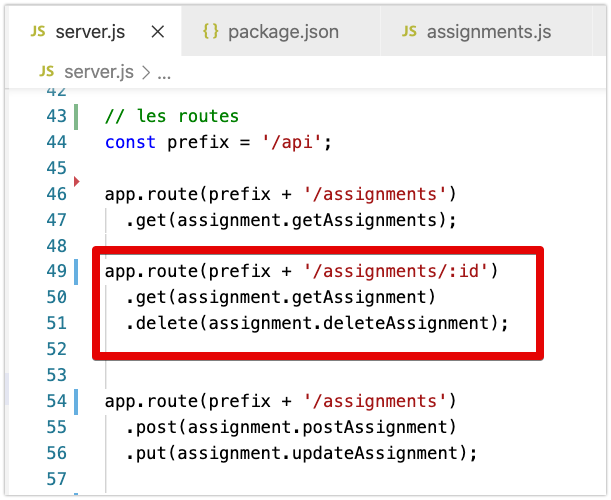 JS server.js × {} package.json JS assignments.js
JS server.js > ...
42
43 // les routes
44 const prefix = '/api';
45
46 app.route(prefix + '/assignments')
47 .get(assignment.getAssignments);
48
49 app.route(prefix + '/assignments/:id')
50 .get(assignment.getAssignment)
51 .delete(assignment.deleteAssignment);
52
53
54 app.route(prefix + '/assignments')
55 .post(assignment.postAssignment)
56 .put(assignment.updateAssignment);
57